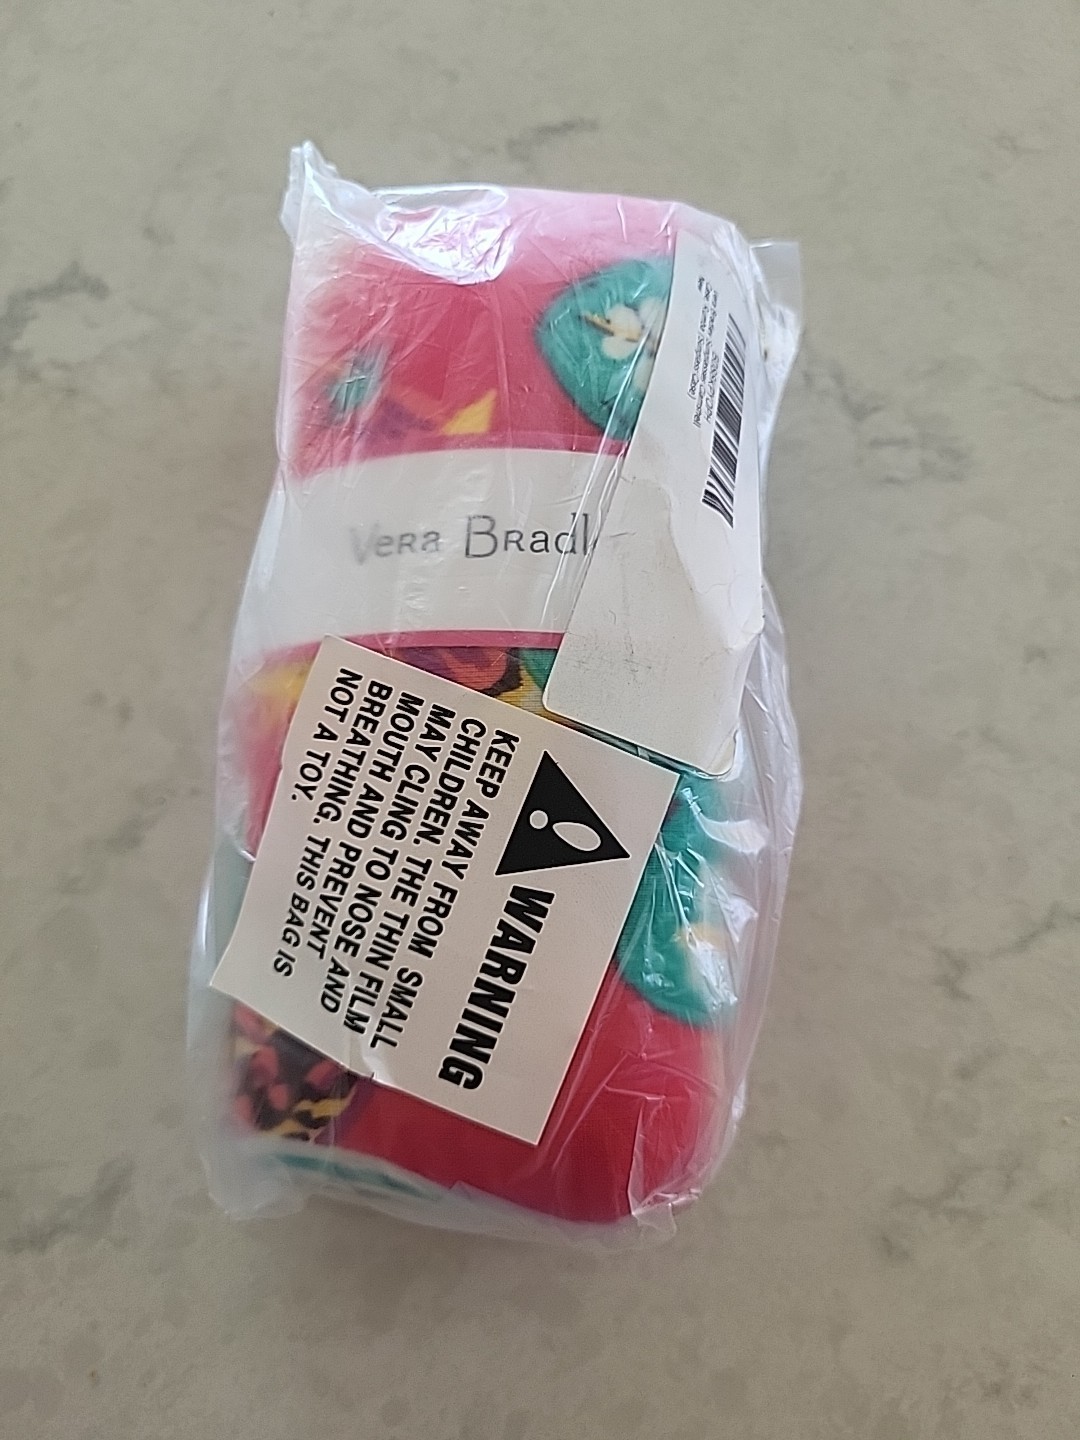 Vera Bradl
WARNING
KEEP AWAY FROM SMALL
CHILDREN. THE THIN FILM
MAY CLING TO NOSE AND
MOUTH AND PREVENT
BREATHING. THIS BAG IS
NOT A TOY.